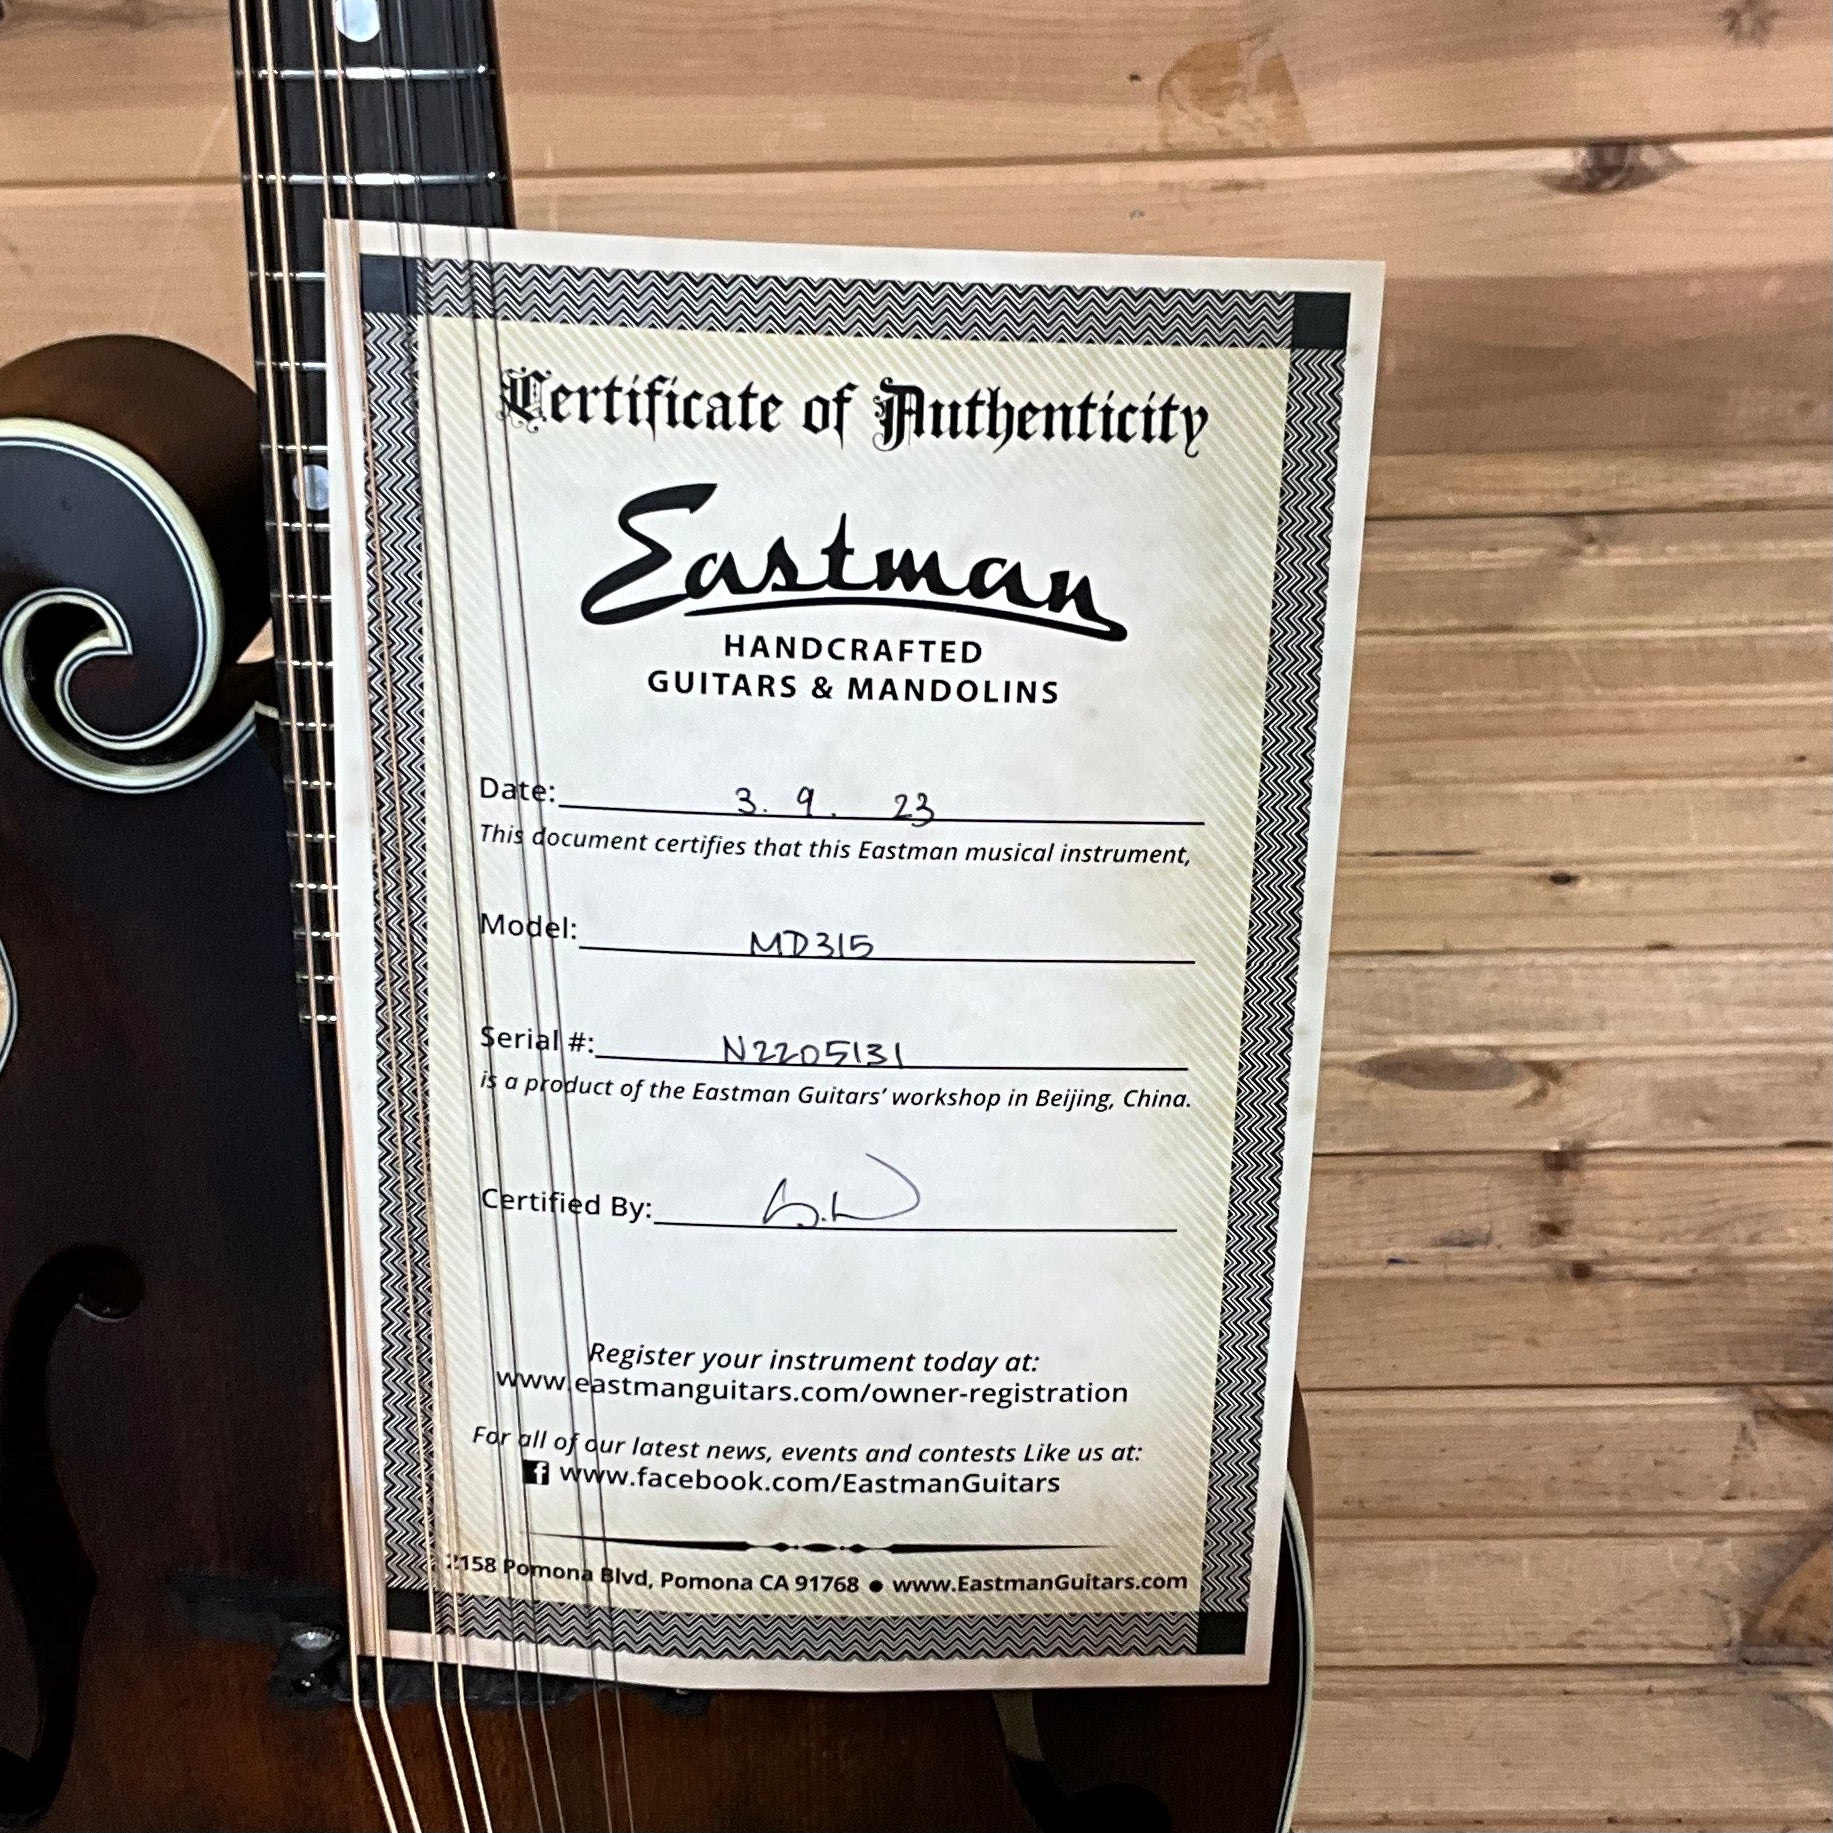 Certificate of Authenticity
Eastman
HANDCRAFTED
GUITARS & MANDOLINS
Date: 3. 9. 23
This document certifies that this Eastman musical instrument,
Model: MD315
Serial #: N2205131
is a product of the Eastman Guitars' workshop in Beijing, China.
Certified By:
Register your instrument today at:
www.eastmanguitars.com/owner-registration
For all of our latest news, events and contests Like us at:
f www.facebook.com/EastmanGuitars
2158 Pomona Blvd, Pomona CA 91768 ● www.EastmanGuitars.com